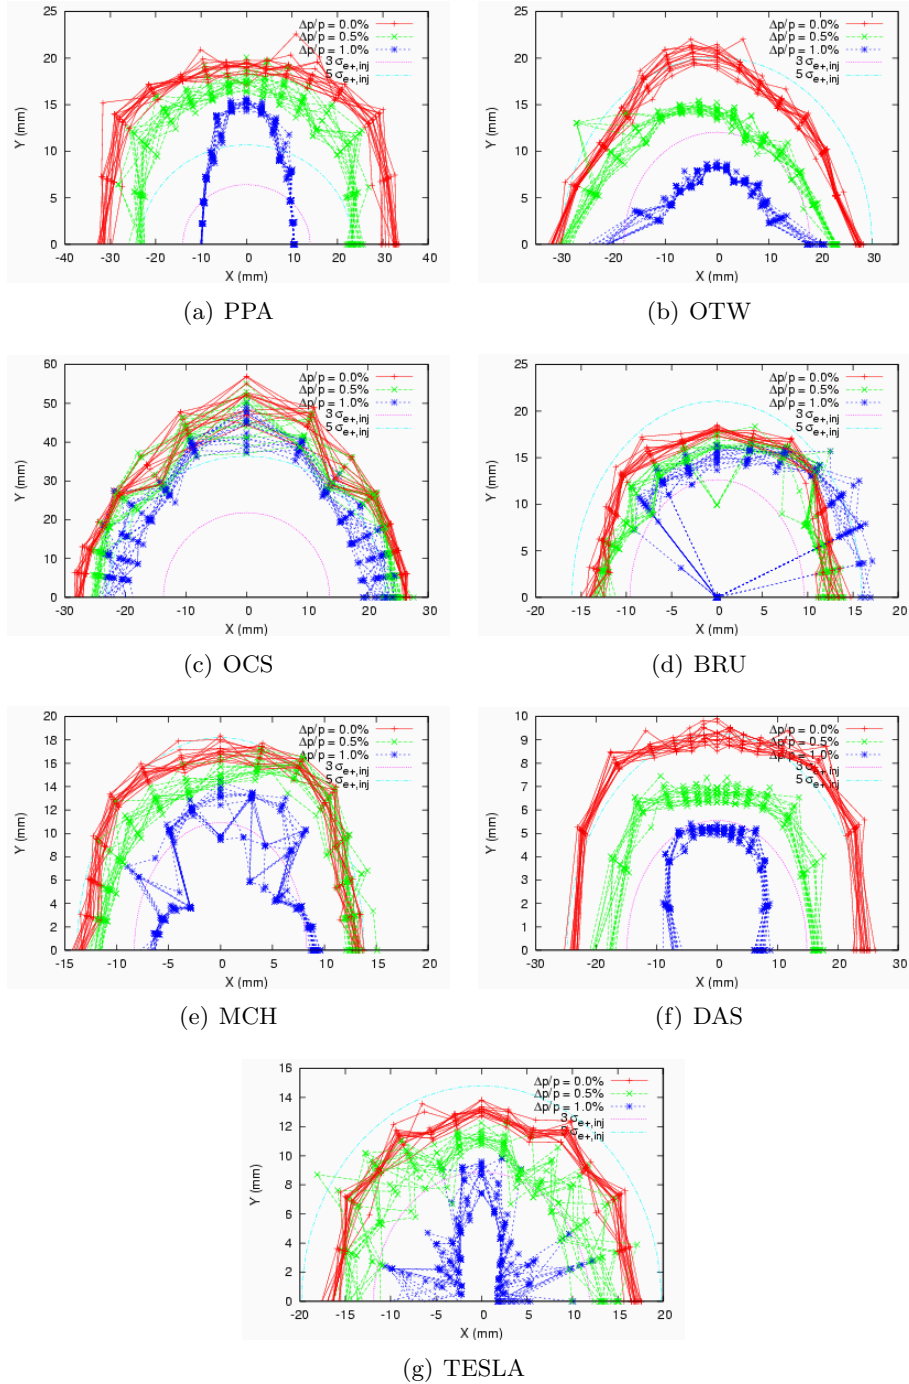 Δp/p = 0.0%
Δp/p = 0.5%
Δp/p = 1.0%
3 σe+,inj
5 σe+,inj
25
20
15
10
5
0
Y (mm)
-40 -30 -20 -10 0 10 20 30 40
X (mm)
(a) PPA
Δp/p = 0.0%
Δp/p = 0.5%
Δp/p = 1.0%
3 σe+,inj
5 σe+,inj
25
20
15
10
5
0
Y (mm)
-30 -20 -10 0 10 20 30
X (mm)
(b) OTW
Δp/p = 0.0%
Δp/p = 0.5%
Δp/p = 1.0%
3 σe+,inj
5 σe+,inj
60
50
40
30
20
10
0
Y (mm)
-30 -20 -10 0 10 20 30
X (mm)
(c) OCS
Δp/p = 0.0%
Δp/p = 0.5%
Δp/p = 1.0%
3 σe+,inj
5 σe+,inj
25
20
15
10
5
0
Y (mm)
-20 -15 -10 -5 0 5 10 15 20
X (mm)
(d) BRU
Δp/p = 0.0%
Δp/p = 0.5%
Δp/p = 1.0%
3 σe+,inj
5 σe+,inj
20
18
16
14
12
10
8
6
4
2
0
Y (mm)
-15 -10 -5 0 5 10 15 20
X (mm)
(e) MCH
Δp/p = 0.0%
Δp/p = 0.5%
Δp/p = 1.0%
3 σe+,inj
5 σe+,inj
10
9
8
7
6
5
4
3
2
1
0
Y (mm)
-30 -20 -10 0 10 20 30
X (mm)
(f) DAS
Δp/p = 0.0%
Δp/p = 0.5%
Δp/p = 1.0%
3 σe+,inj
5 σe+,inj
16
14
12
10
8
6
4
2
0
Y (mm)
-20 -15 -10 -5 0 5 10 15 20
X (mm)
(g) TESLA